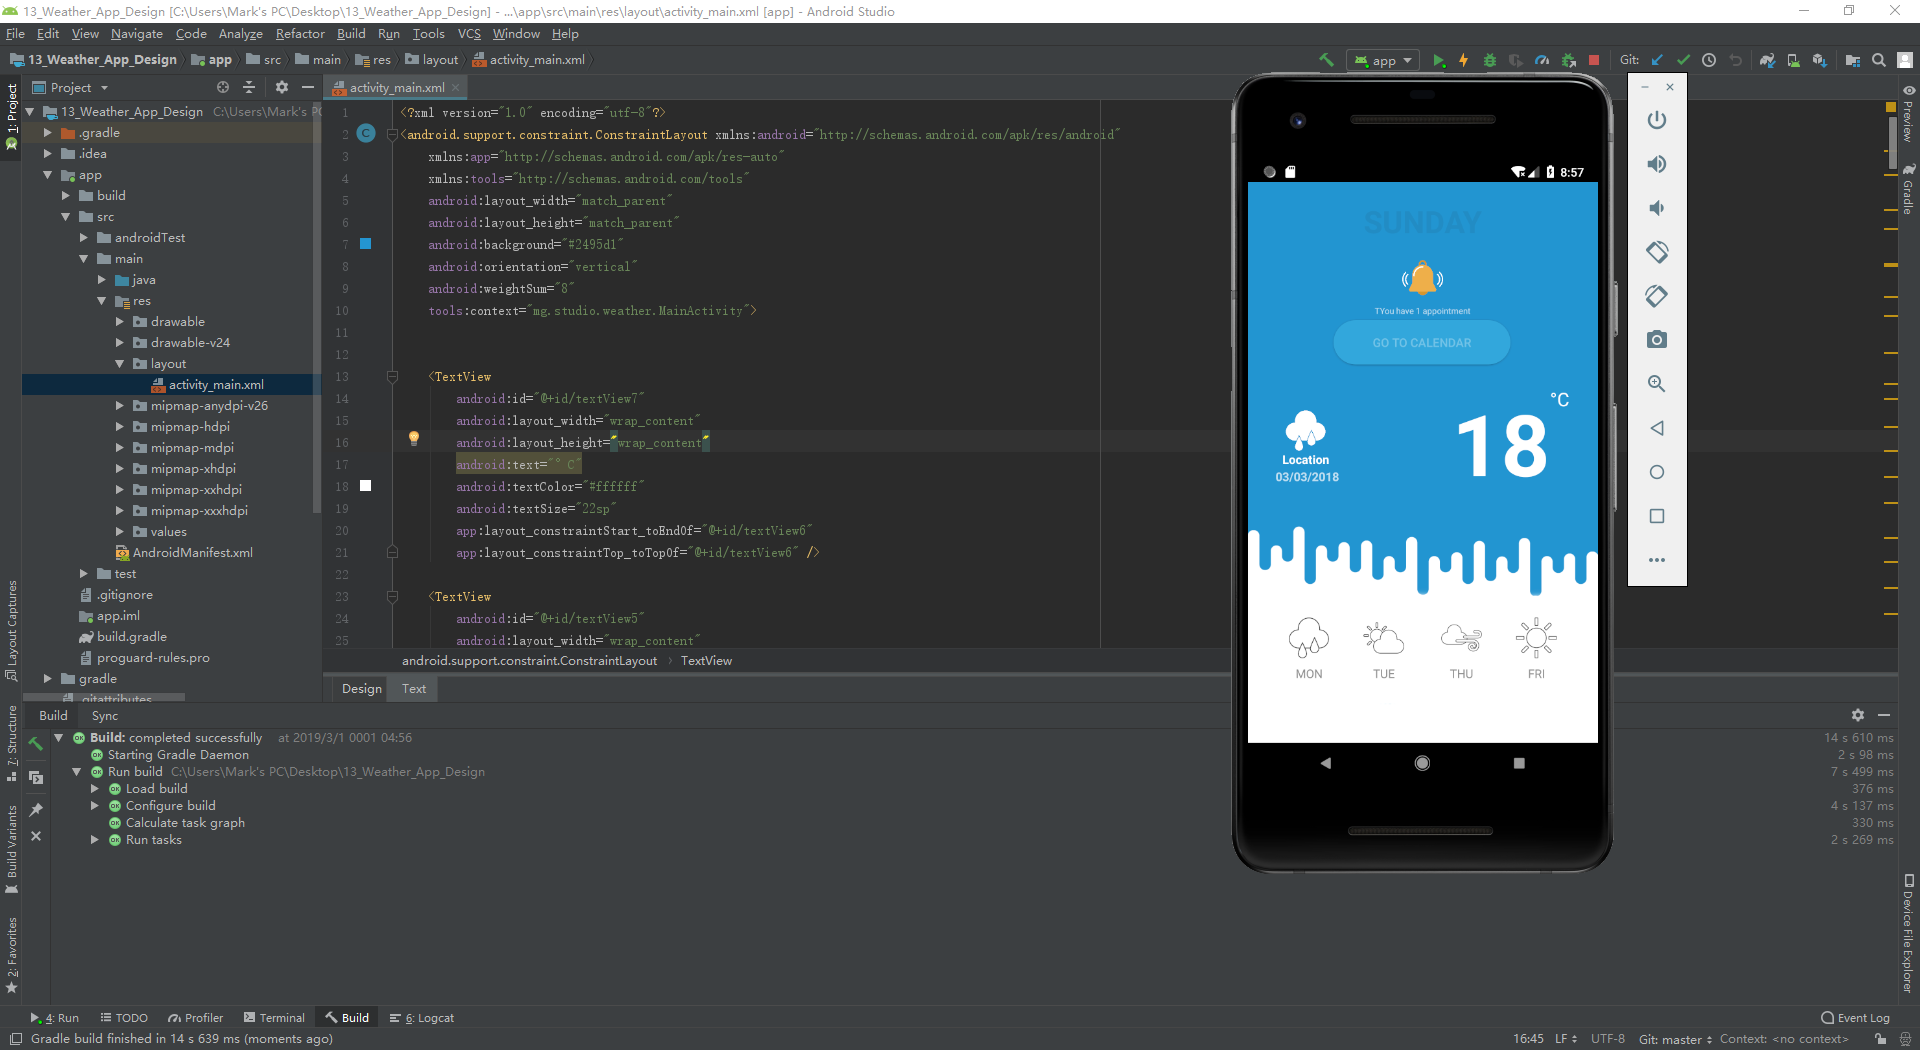 13_Weather_App_Design [C:\Users\Mark's PC\Desktop\13_Weather_App_Design] - ...\app\src\main\res\layout\activity_main.xml [app] - Android Studio
File Edit View Navigate Code Analyze Refactor Build Run Tools VCS Window Help
13_Weather_App_Design app src main res layout activity_main.xml
app
Git:
1: Project
Project
13_Weather_App_Design C:\Users\Mark's P
.gradle
.idea
app
build
src
androidTest
main
java
res
drawable
drawable-v24
layout
activity_main.xml
mipmap-anydpi-v26
mipmap-hdpi
mipmap-mdpi
mipmap-xhdpi
mipmap-xxhdpi
mipmap-xxxhdpi
values
AndroidManifest.xml
test
.gitignore
app.iml
build.gradle
proguard-rules.pro
gradle
.gitattributes
activity_main.xml
1 <?xml version="1.0" encoding="utf-8"?>
2 <android.support.constraint.ConstraintLayout xmlns:android="http://schemas.android.com/apk/res/android"
3 xmlns:app="http://schemas.android.com/apk/res-auto"
4 xmlns:tools="http://schemas.android.com/tools"
5 android:layout_width="match_parent"
6 android:layout_height="match_parent"
7 android:background="#2495d1"
8 android:orientation="vertical"
9 android:weightSum="8"
10 tools:context="mg.studio.weather.MainActivity">
11
12
13 <TextView
14 android:id="@+id/textView7"
15 android:layout_width="wrap_content"
16 android:layout_height="wrap_content"
17 android:text="°C"
18 android:textColor="#ffffff"
19 android:textSize="22sp"
20 app:layout_constraintStart_toEndOf="@+id/textView6"
21 app:layout_constraintTop_toTopOf="@+id/textView6" />
22
23 <TextView
24 android:id="@+id/textView5"
25 android:layout_width="wrap_content"
android.support.constraint.ConstraintLayout › TextView
Design Text
8:57
SUNDAY
TYou have 1 appointment
GO TO CALENDAR
°C
18
Location
03/03/2018
MON TUE THU FRI
Preview
Gradle
Device File Explorer
Layout Captures
7: Structure
Build Variants
2: Favorites
Build Sync
Build: completed successfully at 2019/3/1 0001 04:56 14 s 610 ms
Starting Gradle Daemon 2 s 98 ms
Run build C:\Users\Mark's PC\Desktop\13_Weather_App_Design 7 s 499 ms
Load build 376 ms
Configure build 4 s 137 ms
Calculate task graph 330 ms
Run tasks 2 s 269 ms
4: Run TODO Profiler Terminal Build 6: Logcat Event Log
Gradle build finished in 14 s 639 ms (moments ago) 16:45 LF UTF-8 Git: master Context: <no context>